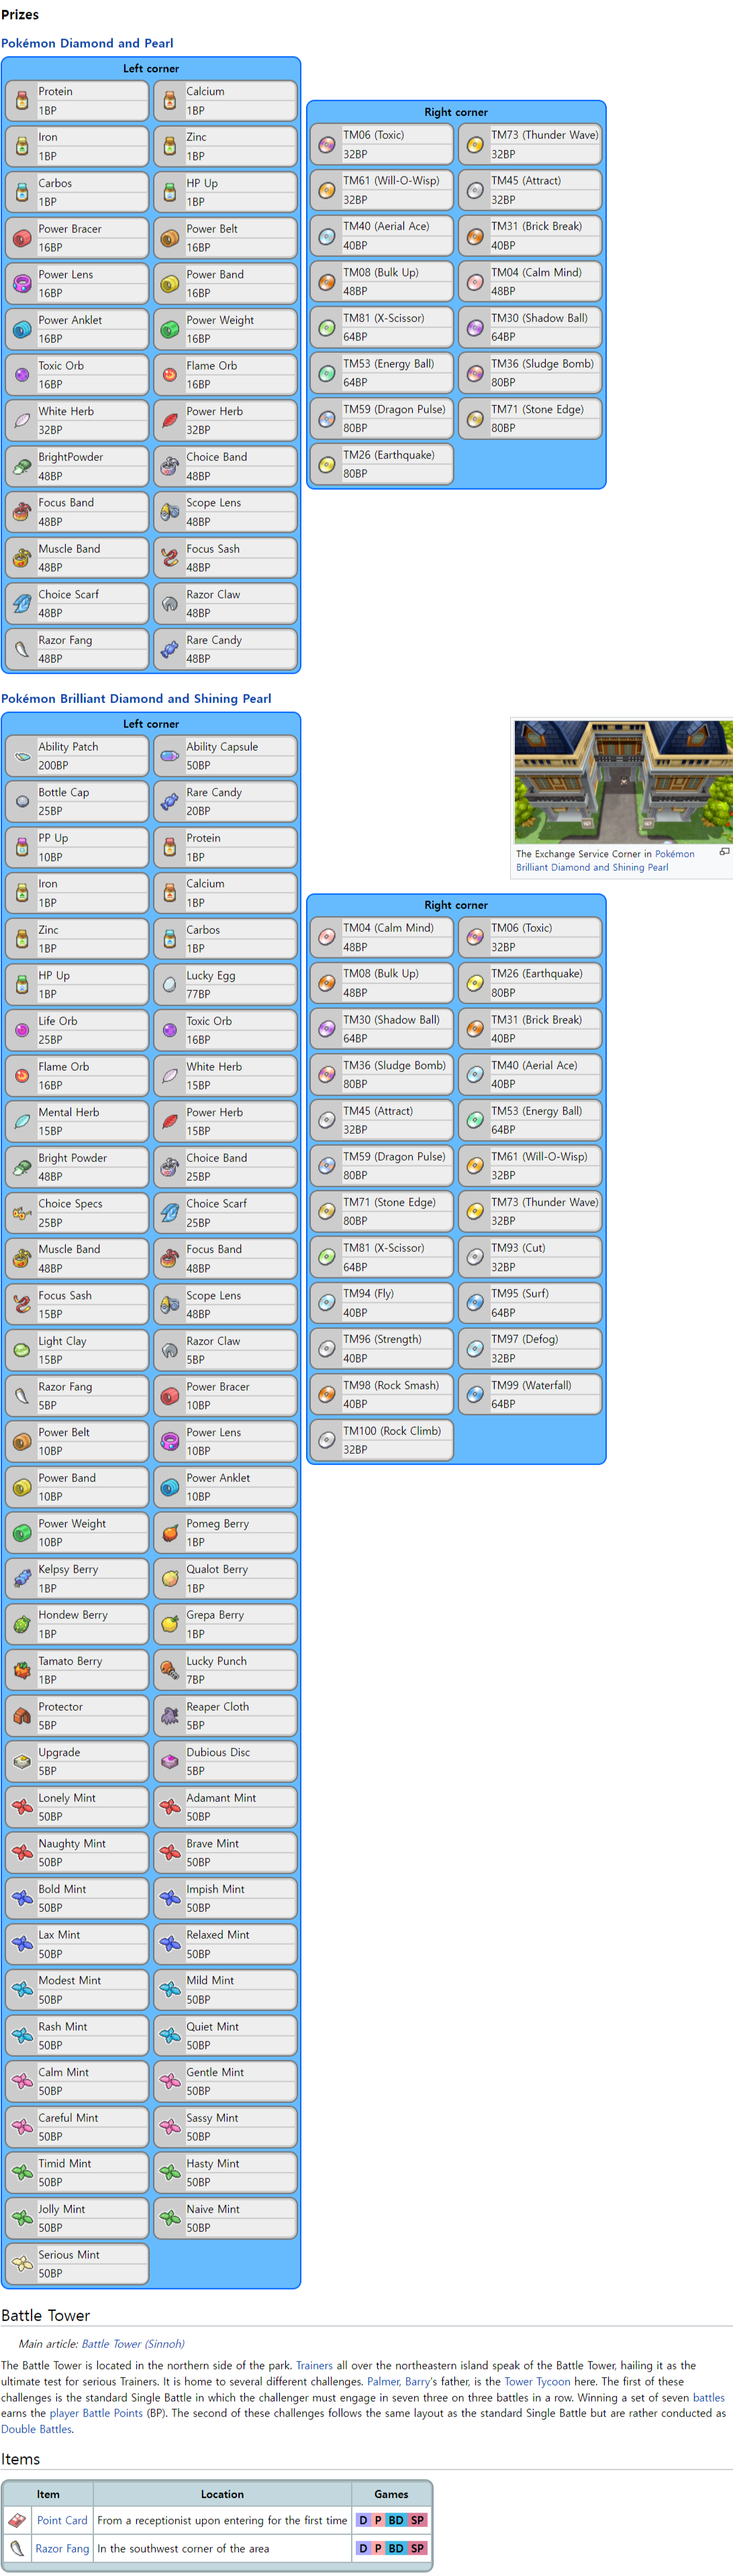 Prizes
Pokémon Diamond and Pearl
Left corner
Protein
1BP
Calcium
1BP
Iron
1BP
Zinc
1BP
Carbos
1BP
HP Up
1BP
Power Bracer
16BP
Power Belt
16BP
Power Lens
16BP
Power Band
16BP
Power Anklet
16BP
Power Weight
16BP
Toxic Orb
16BP
Flame Orb
16BP
White Herb
32BP
Power Herb
32BP
BrightPowder
48BP
Choice Band
48BP
Focus Band
48BP
Scope Lens
48BP
Muscle Band
48BP
Focus Sash
48BP
Choice Scarf
48BP
Razor Claw
48BP
Razor Fang
48BP
Rare Candy
48BP
Right corner
TM06 (Toxic)
32BP
TM73 (Thunder Wave)
32BP
TM61 (Will-O-Wisp)
32BP
TM45 (Attract)
32BP
TM40 (Aerial Ace)
40BP
TM31 (Brick Break)
40BP
TM08 (Bulk Up)
48BP
TM04 (Calm Mind)
48BP
TM81 (X-Scissor)
64BP
TM30 (Shadow Ball)
64BP
TM53 (Energy Ball)
64BP
TM36 (Sludge Bomb)
80BP
TM59 (Dragon Pulse)
80BP
TM71 (Stone Edge)
80BP
TM26 (Earthquake)
80BP
Pokémon Brilliant Diamond and Shining Pearl
Left corner
Ability Patch
200BP
Ability Capsule
50BP
Bottle Cap
25BP
Rare Candy
20BP
PP Up
10BP
Protein
1BP
Iron
1BP
Calcium
1BP
Zinc
1BP
Carbos
1BP
HP Up
1BP
Lucky Egg
77BP
Life Orb
25BP
Toxic Orb
16BP
Flame Orb
16BP
White Herb
15BP
Mental Herb
15BP
Power Herb
15BP
Bright Powder
48BP
Choice Band
25BP
Choice Specs
25BP
Choice Scarf
25BP
Muscle Band
48BP
Focus Band
48BP
Focus Sash
15BP
Scope Lens
48BP
Light Clay
15BP
Razor Claw
5BP
Razor Fang
5BP
Power Bracer
10BP
Power Belt
10BP
Power Lens
10BP
Power Band
10BP
Power Anklet
10BP
Power Weight
10BP
Pomeg Berry
1BP
Kelpsy Berry
1BP
Qualot Berry
1BP
Hondew Berry
1BP
Grepa Berry
1BP
Tamato Berry
1BP
Lucky Punch
7BP
Protector
5BP
Reaper Cloth
5BP
Upgrade
5BP
Dubious Disc
5BP
Lonely Mint
50BP
Adamant Mint
50BP
Naughty Mint
50BP
Brave Mint
50BP
Bold Mint
50BP
Impish Mint
50BP
Lax Mint
50BP
Relaxed Mint
50BP
Modest Mint
50BP
Mild Mint
50BP
Rash Mint
50BP
Quiet Mint
50BP
Calm Mint
50BP
Gentle Mint
50BP
Careful Mint
50BP
Sassy Mint
50BP
Timid Mint
50BP
Hasty Mint
50BP
Jolly Mint
50BP
Naive Mint
50BP
Serious Mint
50BP
The Exchange Service Corner in Pokémon
Brilliant Diamond and Shining Pearl
Right corner
TM04 (Calm Mind)
48BP
TM06 (Toxic)
32BP
TM08 (Bulk Up)
48BP
TM26 (Earthquake)
80BP
TM30 (Shadow Ball)
64BP
TM31 (Brick Break)
40BP
TM36 (Sludge Bomb)
80BP
TM40 (Aerial Ace)
40BP
TM45 (Attract)
32BP
TM53 (Energy Ball)
64BP
TM59 (Dragon Pulse)
80BP
TM61 (Will-O-Wisp)
32BP
TM71 (Stone Edge)
80BP
TM73 (Thunder Wave)
32BP
TM81 (X-Scissor)
64BP
TM93 (Cut)
32BP
TM94 (Fly)
40BP
TM95 (Surf)
64BP
TM96 (Strength)
40BP
TM97 (Defog)
32BP
TM98 (Rock Smash)
40BP
TM99 (Waterfall)
64BP
TM100 (Rock Climb)
32BP
Battle Tower
Main article: Battle Tower (Sinnoh)
The Battle Tower is located in the northern side of the park. Trainers all over the northeastern island speak of the Battle Tower, hailing it as the
ultimate test for serious Trainers. It is home to several different challenges. Palmer, Barry's father, is the Tower Tycoon here. The first of these
challenges is the standard Single Battle in which the challenger must engage in seven three on three battles in a row. Winning a set of seven battles
earns the player Battle Points (BP). The second of these challenges follows the same layout as the standard Single Battle but are rather conducted as
Double Battles.
Items
Item Location Games
Point Card From a receptionist upon entering for the first time D P BD SP
Razor Fang In the southwest corner of the area D P BD SP